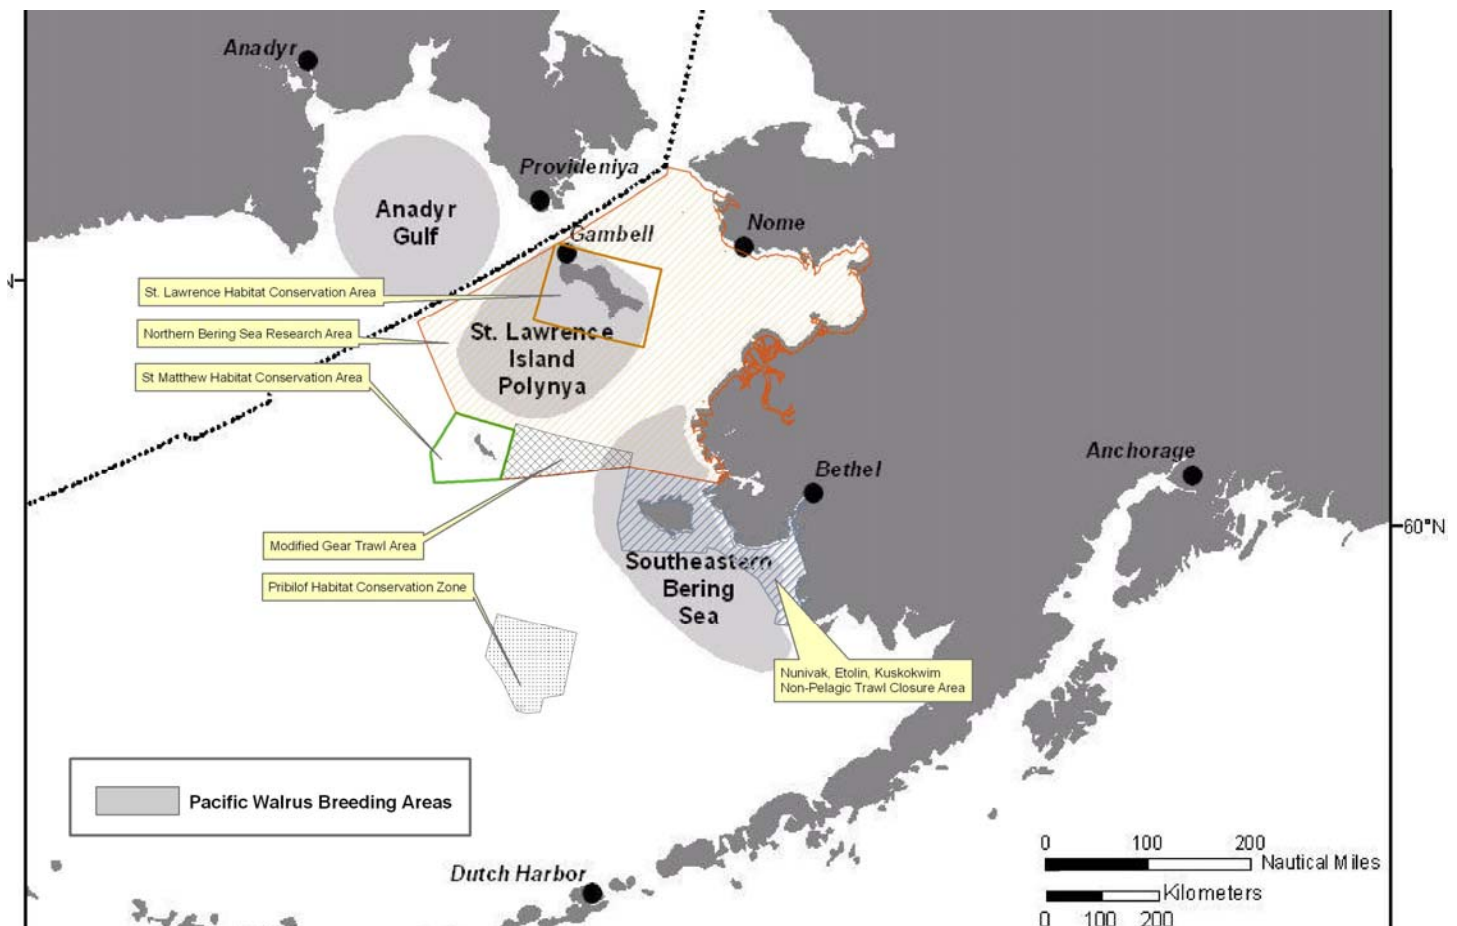 Anadyr
Provideniya
Anadyr
Gulf
Gambell
Nome
St. Lawrence Habitat Conservation Area
Northern Bering Sea Research Area
St. Lawrence
Island
Polynya
St Matthew Habitat Conservation Area
Anchorage
Bethel
60°N
Modified Gear Trawl Area
Southeastern
Bering
Sea
Pribilof Habitat Conservation Zone
Nunivak, Etolin, Kuskokwim
Non-Pelagic Trawl Closure Area
Pacific Walrus Breeding Areas
0 100 200
Nautical Miles
Kilometers
0 100 200
Dutch Harbor